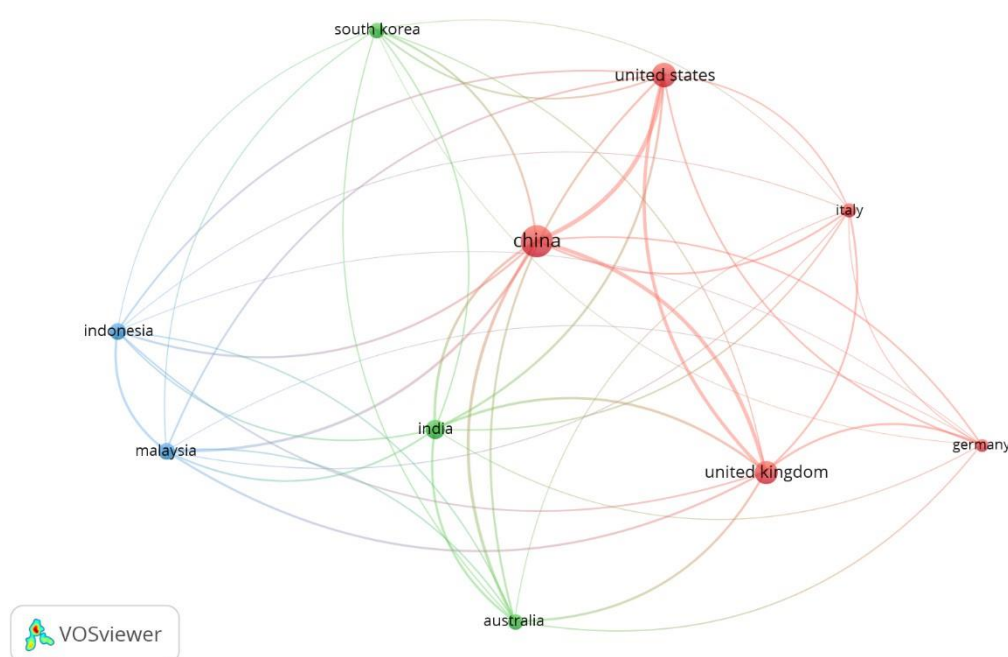 south korea
united states
italy
china
indonesia
india
malaysia
germany
united kingdom
australia
VOSviewer